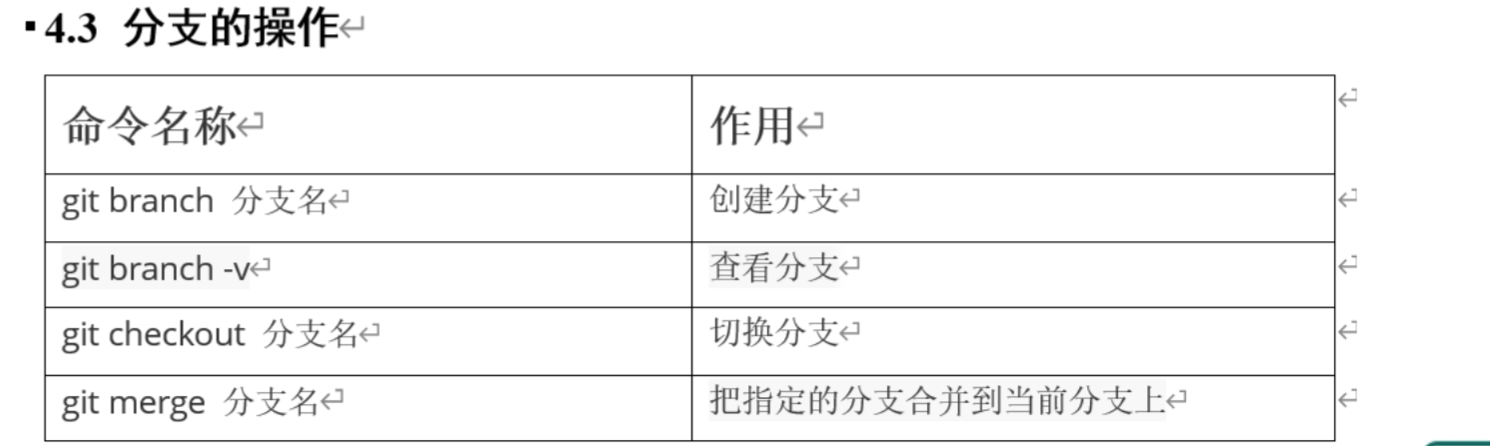 4.3 分支的操作
命令名称 作用
git branch 分支名 创建分支
git branch -v 查看分支
git checkout 分支名 切换分支
git merge 分支名 把指定的分支合并到当前分支上